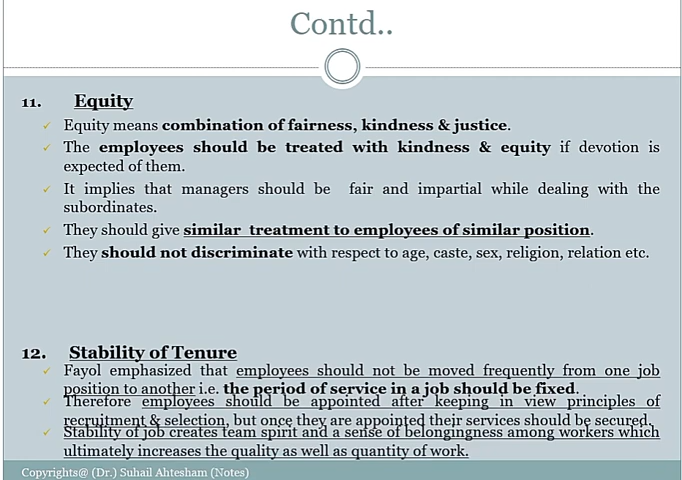 Contd..
11. Equity
✓ Equity means combination of fairness, kindness & justice.
✓ The employees should be treated with kindness & equity if devotion is
expected of them.
✓ It implies that managers should be fair and impartial while dealing with the
subordinates.
✓ They should give similar treatment to employees of similar position.
✓ They should not discriminate with respect to age, caste, sex, religion, relation etc.
12. Stability of Tenure
✓ Fayol emphasized that employees should not be moved frequently from one job
position to another i.e. the period of service in a job should be fixed.
✓ Therefore employees should be appointed after keeping in view principles of
recruitment & selection, but once they are appointed their services should be secured.
✓ Stability of job creates team spirit and a sense of belongingness among workers which
ultimately increases the quality as well as quantity of work.
Copyrights@ (Dr.) Suhail Ahtesham (Notes)